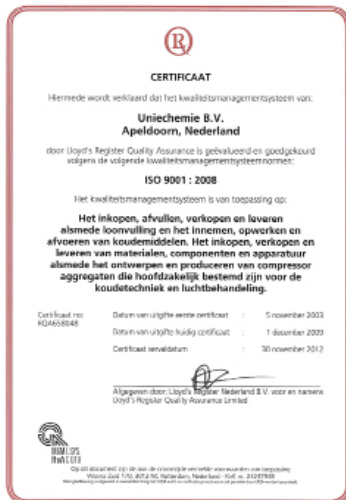 CERTIFICAAT
Hiermede wordt verklaard dat het kwaliteitsmanagementsysteem van:
Uniechemie B.V.
Apeldoorn, Nederland
door Lloyd's Register Quality Assurance is geëvalueerd en goedgekeurd
volgens de volgende kwaliteitsmanagementsysteemnormen:
ISO 9001 : 2008
Het kwaliteitsmanagementsysteem is van toepassing op:
Het inkopen, afvullen, verkopen en leveren
alsmede loonvulling en het innemen, opwerken en
afvoeren van koudemiddelen. Het inkopen, verkopen en
leveren van materialen, componenten en apparatuur
alsmede het ontwerpen en produceren van compressor
aggregaten die hoofdzakelijk bestemd zijn voor de
koudetechniek en luchtbehandeling.
Certificaat no: Datum van uitgifte eerste certificaat : 5 november 2003
RQA658048
Datum van uitgifte huidig certificaat : 1 december 2009
Certificaat vervaldatum : 30 november 2012
Afgegeven door: Lloyd's Register Nederland B.V. voor en namens
Lloyd's Register Quality Assurance Limited